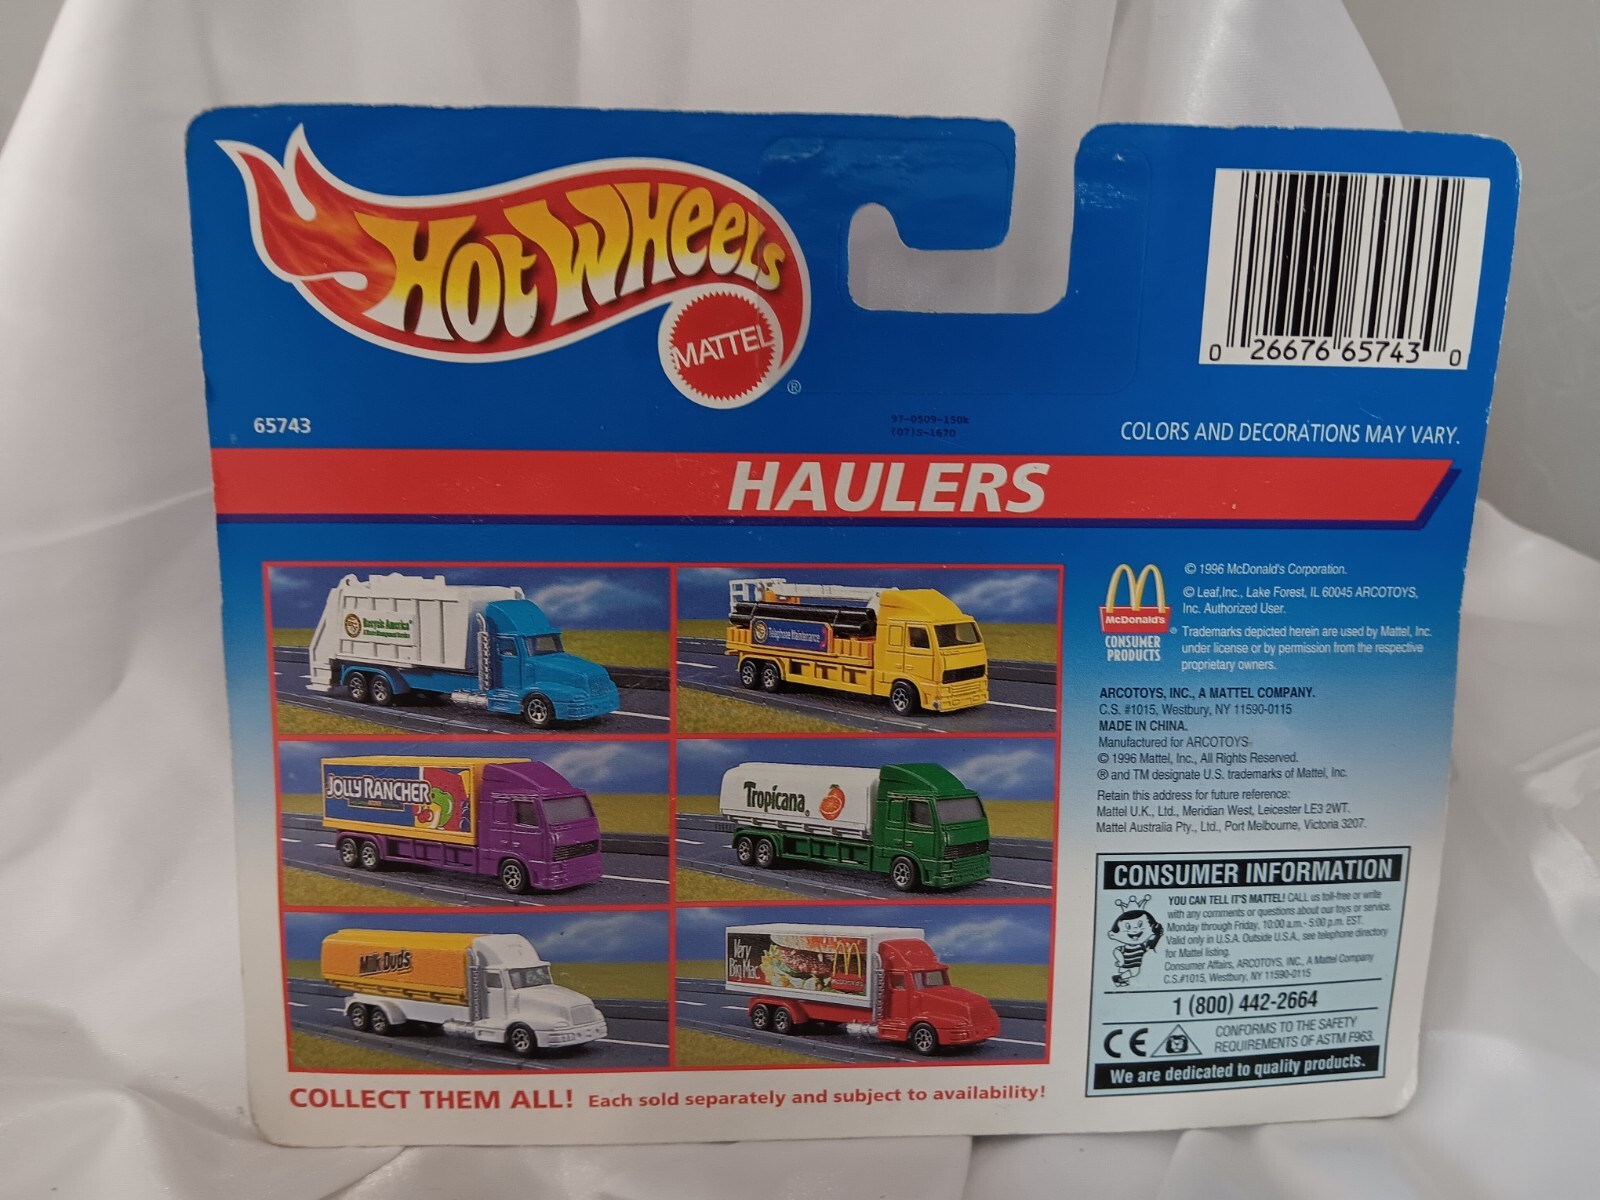 HOT WHEELS
MATTEL
®
0 26676 65743 0
65743
97-0509-150k
(07)S-1670
COLORS AND DECORATIONS MAY VARY.
HAULERS
Recycle America®
Telephone Maintenance
JOLLY RANCHER
Tropicana®
Milk Duds
Very
Big Mac.
COLLECT THEM ALL! Each sold separately and subject to availability!
McDonald's
CONSUMER
PRODUCTS
© 1996 McDonald's Corporation.
© Leaf,Inc., Lake Forest, IL 60045 ARCOTOYS,
Inc. Authorized User.
® Trademarks depicted herein are used by Mattel, Inc.
under license or by permission from the respective
proprietary owners.
ARCOTOYS, INC., A MATTEL COMPANY.
C.S. #1015, Westbury, NY 11590-0115
MADE IN CHINA.
Manufactured for ARCOTOYS
© 1996 Mattel, Inc., All Rights Reserved.
® and TM designate U.S. trademarks of Mattel, Inc.
Retain this address for future reference:
Mattel U.K., Ltd., Meridian West, Leicester LE3 2WT.
Mattel Australia Pty., Ltd., Port Melbourne, Victoria 3207.
CONSUMER INFORMATION
YOU CAN TELL IT'S MATTEL! CALL us toll-free or write
with any comments or questions about our toys or service.
Monday through Friday, 10:00 a.m.- 5:00 p.m. EST.
Valid only in U.S.A. Outside U.S.A., see telephone directory
for Mattel listing.
Consumer Affairs, ARCOTOYS, INC., A Mattel Company
C.S.#1015, Westbury, NY 11590-0115
1 (800) 442-2664
CE
CONFORMS TO THE SAFETY
REQUIREMENTS OF ASTM F963.
We are dedicated to quality products.